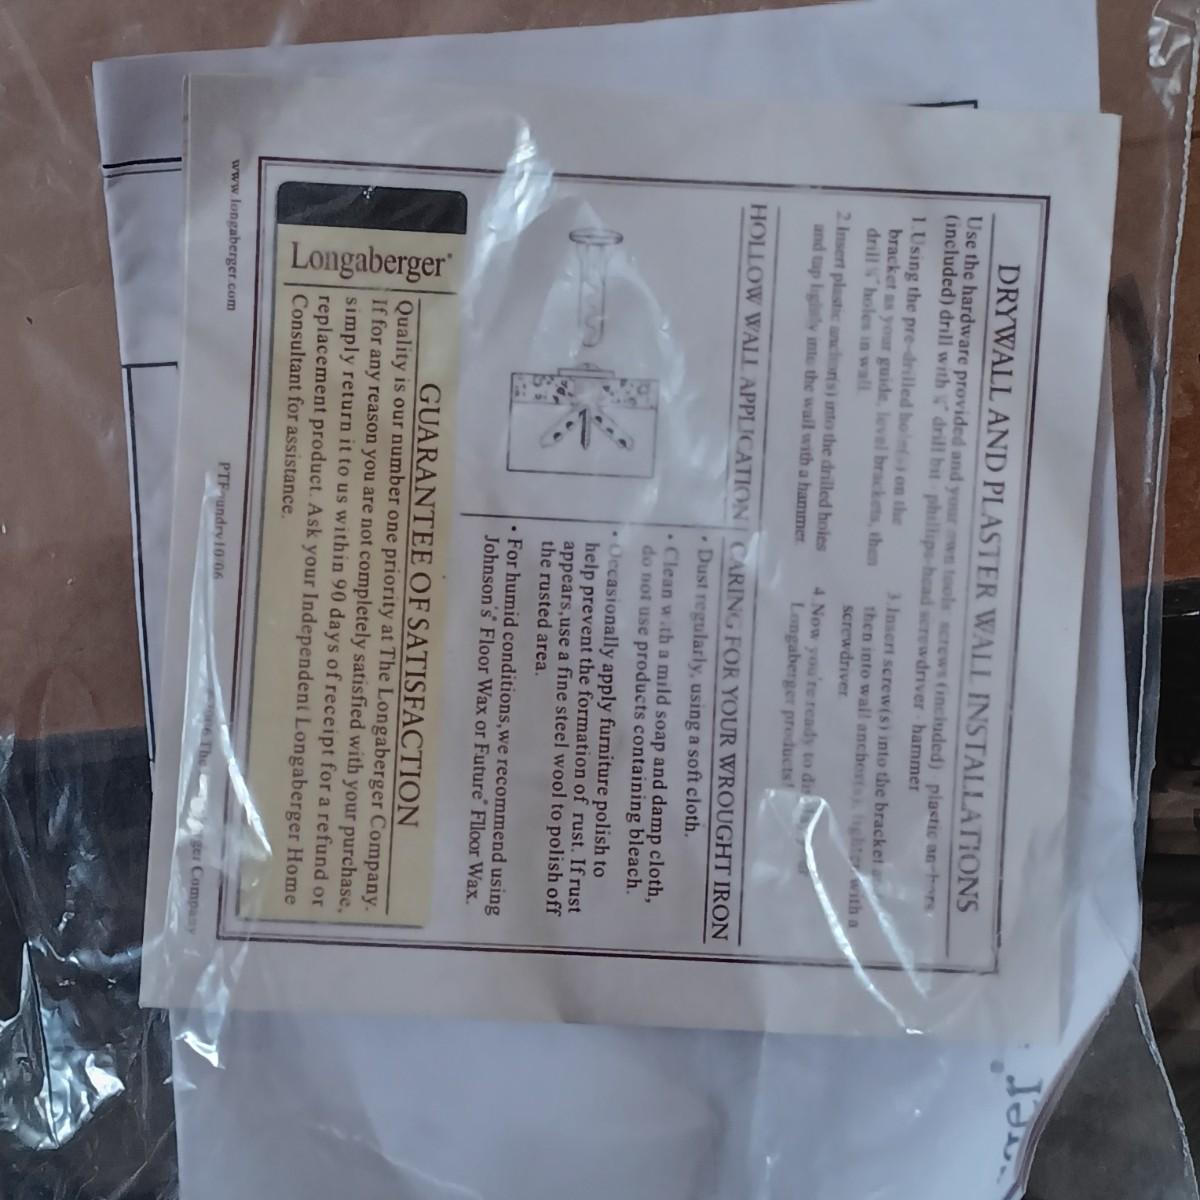 DRYWALL AND PLASTER WALL INSTALLATIONS
Use the hardware provided and your own tools: screws (included) · plastic anchors
(included) drill with ¼" drill bit · phillips-head screwdriver · hammer
1. Using the pre-drilled hole(s) on the
bracket as your guide, level brackets, then
drill ¼" holes in wall.
2. Insert plastic anchor(s) into the drilled holes
and tap lightly into the wall with a hammer.
3. Insert screw(s) into the bracket
then into wall anchor(s), tighten with a
screwdriver.
4. Now you're ready to
Longaberger products!
HOLLOW WALL APPLICATION
CARING FOR YOUR WROUGHT IRON
• Dust regularly, using a soft cloth.
• Clean with a mild soap and damp cloth,
do not use products containing bleach.
• Occasionally apply furniture polish to
help prevent the formation of rust. If rust
appears, use a fine steel wool to polish off
the rusted area.
• For humid conditions, we recommend using
Johnson's® Floor Wax or Future® Flloor Wax.
Longaberger®
GUARANTEE OF SATISFACTION
Quality is our number one priority at The Longaberger Company.
If for any reason you are not completely satisfied with your purchase,
simply return it to us within 90 days of receipt for a refund or
replacement product. Ask your Independent Longaberger Home
Consultant for assistance.
www.longaberger.com
10/06
The
Company